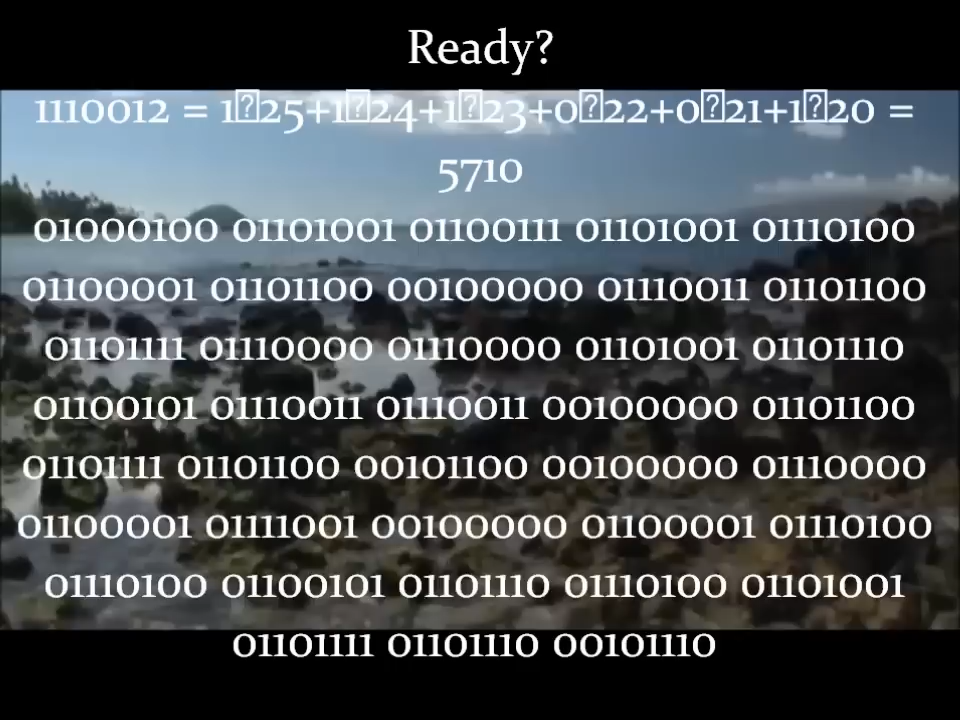 Ready?
1110012 = 1�25+1�24+1�23+0�22+0�21+1�20 =
5710
01000100 01101001 01100111 01101001 01110100
01100001 01101100 00100000 01110011 01101100
01101111 01110000 01110000 01101001 01101110
01100101 01110011 01110011 00100000 01101100
01101111 01101100 00101100 00100000 01110000
01100001 01111001 00100000 01100001 01110100
01110100 01100101 01101110 01110100 01101001
01101111 01101110 00101110